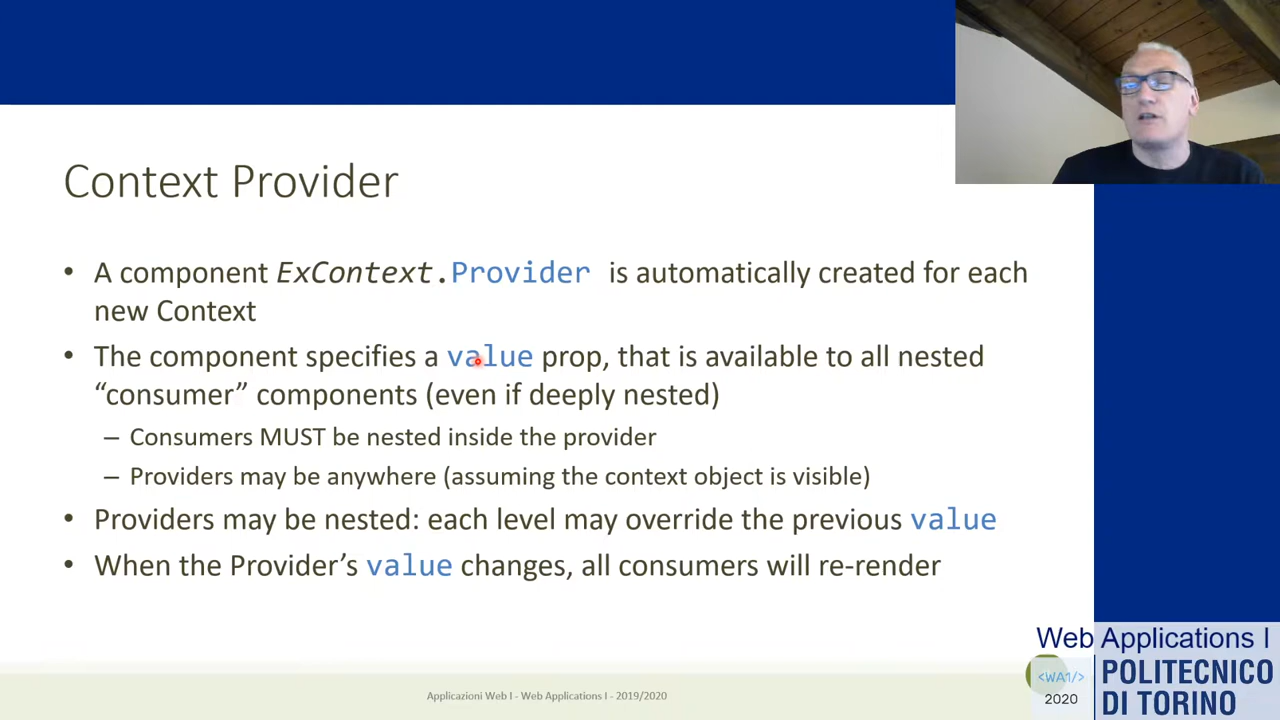 Context Provider
• A component ExContext.Provider is automatically created for each
new Context
• The component specifies a value prop, that is available to all nested
“consumer” components (even if deeply nested)
– Consumers MUST be nested inside the provider
– Providers may be anywhere (assuming the context object is visible)
• Providers may be nested: each level may override the previous value
• When the Provider’s value changes, all consumers will re-render
Applicazioni Web I - Web Applications I - 2019/2020
Web Applications I
<WA1/>
2020
POLITECNICO
DI TORINO